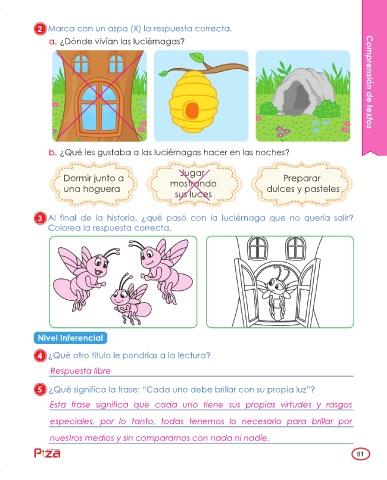 2 Marca con un aspa (X) la respuesta correcta.
a. ¿Dónde vivían las luciérnagas?
Comprensión de textos
b. ¿Qué les gustaba a las luciérnagas hacer en las noches?
Dormir junto a
una hoguera
Jugar
mostrando
sus luces
Preparar
dulces y pasteles
3 Al final de la historia, ¿qué pasó con la luciérnaga que no quería salir?
Colorea la respuesta correcta.
Nivel Inferencial
4 ¿Qué otro título le pondrías a la lectura?
Respuesta libre
5 ¿Qué significa la frase: “Cada uno debe brillar con su propia luz”?
Esta frase significa que cada uno tiene sus propias virtudes y rasgos
especiales, por lo tanto, todas tenemos lo necesario para brillar por
nuestros medios y sin compararnos con nada ni nadie.
Piza
81